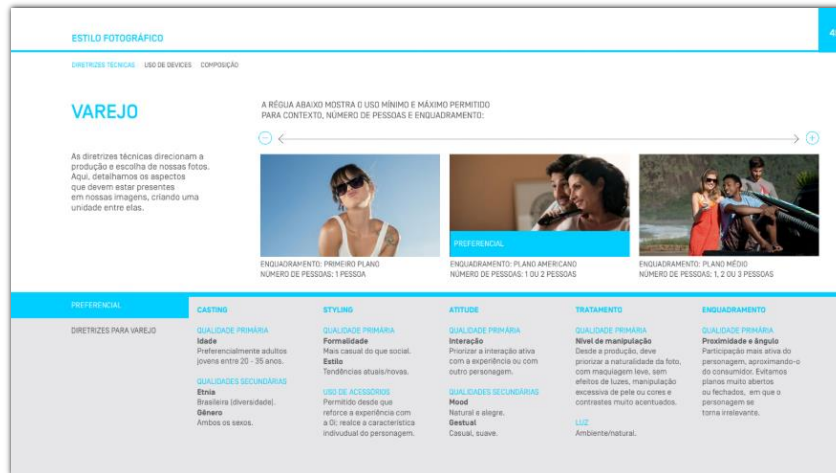 ESTILO FOTOGRÁFICO
DIRETRIZES TÉCNICAS USO DE DEVICES COMPOSIÇÃO
VAREJO
As diretrizes técnicas direcionam a
produção e escolha de nossas fotos.
Aqui, detalhamos os aspectos
que devem estar presentes
em nossas imagens, criando uma
unidade entre elas.
A RÉGUA ABAIXO MOSTRA O USO MÍNIMO E MÁXIMO PERMITIDO
PARA CONTEXTO, NÚMERO DE PESSOAS E ENQUADRAMENTO:
ENQUADRAMENTO: PRIMEIRO PLANO
NÚMERO DE PESSOAS: 1 PESSOA
PREFERENCIAL
ENQUADRAMENTO: PLANO AMERICANO
NÚMERO DE PESSOAS: 1 OU 2 PESSOAS
ENQUADRAMENTO: PLANO MÉDIO
NÚMERO DE PESSOAS: 1, 2 OU 3 PESSOAS
PREFERENCIAL
DIRETRIZES PARA VAREJO
CASTING
QUALIDADE PRIMÁRIA
Idade
Preferencialmente adultos
jovens entre 20 - 35 anos.
QUALIDADES SECUNDÁRIAS
Etnia
Brasileira (diversidade).
Gênero
Ambos os sexos.
STYLING
QUALIDADE PRIMÁRIA
Formalidade
Mais casual do que social.
Estilo
Tendências atuais/novas.
USO DE ACESSÓRIOS
Permitido desde que
reforce a experiência com
a Oi; realce a característica
indivudual do personagem.
ATITUDE
QUALIDADE PRIMÁRIA
Interação
Priorizar a interação ativa
com a experiência ou com
outro personagem.
QUALIDADES SECUNDÁRIAS
Mood
Natural e alegre.
Gestual
Casual, suave.
TRATAMENTO
QUALIDADE PRIMÁRIA
Nível de manipulação
Desde a produção, deve
priorizar a naturalidade da foto,
com maquiagem leve, sem
efeitos de luzes, manipulação
excessiva de pele ou cores e
contrastes muito acentuados.
LUZ
Ambiente/natural.
ENQUADRAMENTO
QUALIDADE PRIMÁRIA
Proximidade e ângulo
Participação mais ativa do
personagem, aproximando-o
do consumidor. Evitamos
planos muito abertos
ou fechados, em que o
personagem se
torna irrelevante.